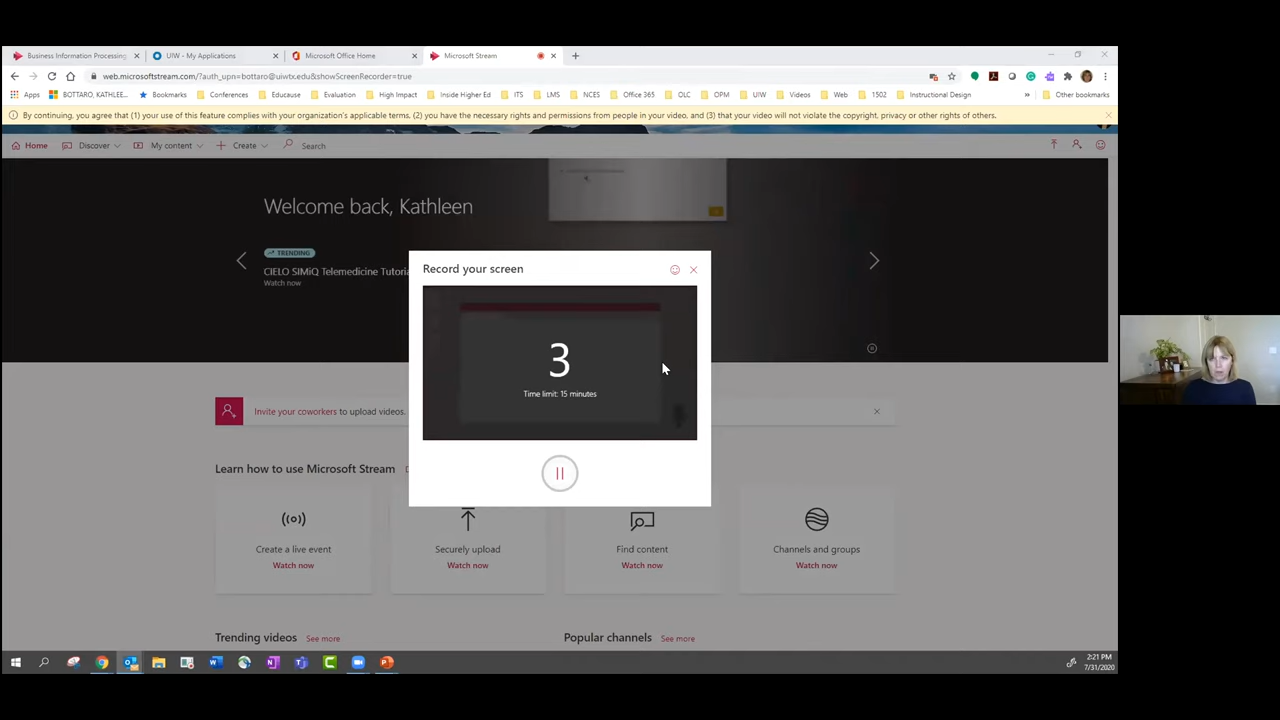 Business Information Processing
UIW - My Applications
Microsoft Office Home
Microsoft Stream
web.microsoftstream.com/?auth_upn=bottaro@uiwtx.edu&showScreenRecorder=true
Apps
BOTTARO, KATHLEE...
Bookmarks
Conferences
Educause
Evaluation
High Impact
Inside Higher Ed
ITS
LMS
NCES
Office 365
OLC
OPM
UIW
Videos
Web
1502
Instructional Design
»
Other bookmarks
By continuing, you agree that (1) your use of this feature complies with your organization's applicable terms, (2) you have the necessary rights and permissions from people in your video, and (3) that your video will not violate the copyright, privacy or other rights of others.
Home
Discover
My content
Create
Search
Welcome back, Kathleen
TRENDING
CIELO SIMiQ Telemedicine Tutoria
Watch now
Record your screen
3
Time limit: 15 minutes
Invite your coworkers to upload videos.
Learn how to use Microsoft Stream
Create a live event
Watch now
Securely upload
Watch now
Find content
Watch now
Channels and groups
Watch now
Trending videos
See more
Popular channels
See more
2:21 PM
7/31/2020